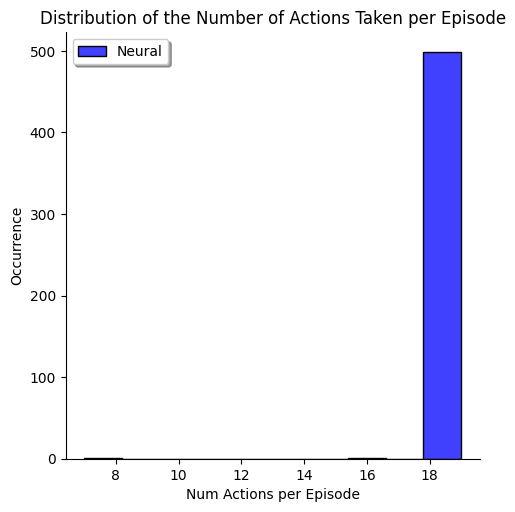 Distribution of the Number of Actions Taken per Episode
Neural
500
400
300
200
100
0
Occurrence
8 10 12 14 16 18
Num Actions per Episode